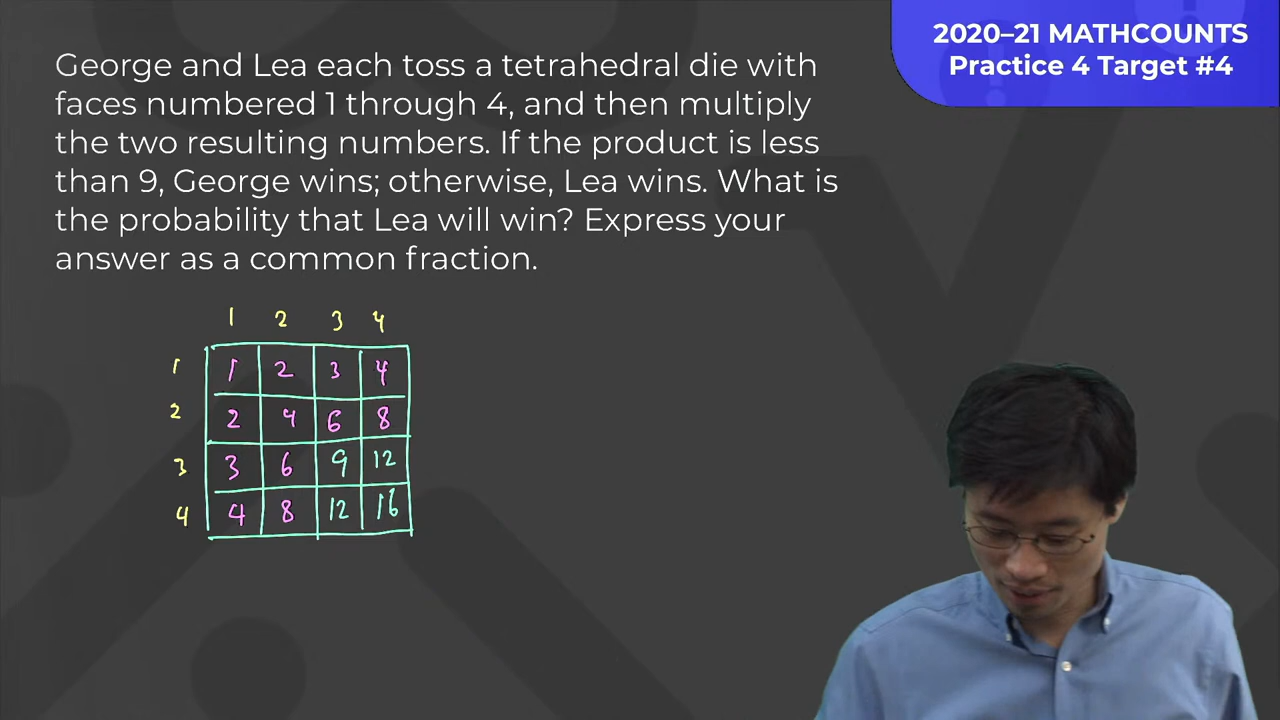 2020–21 MATHCOUNTS
Practice 4 Target #4
George and Lea each toss a tetrahedral die with
faces numbered 1 through 4, and then multiply
the two resulting numbers. If the product is less
than 9, George wins; otherwise, Lea wins. What is
the probability that Lea will win? Express your
answer as a common fraction.
1 2 3 4
1 1 2 3 4
2 2 4 6 8
3 3 6 9 12
4 4 8 12 16